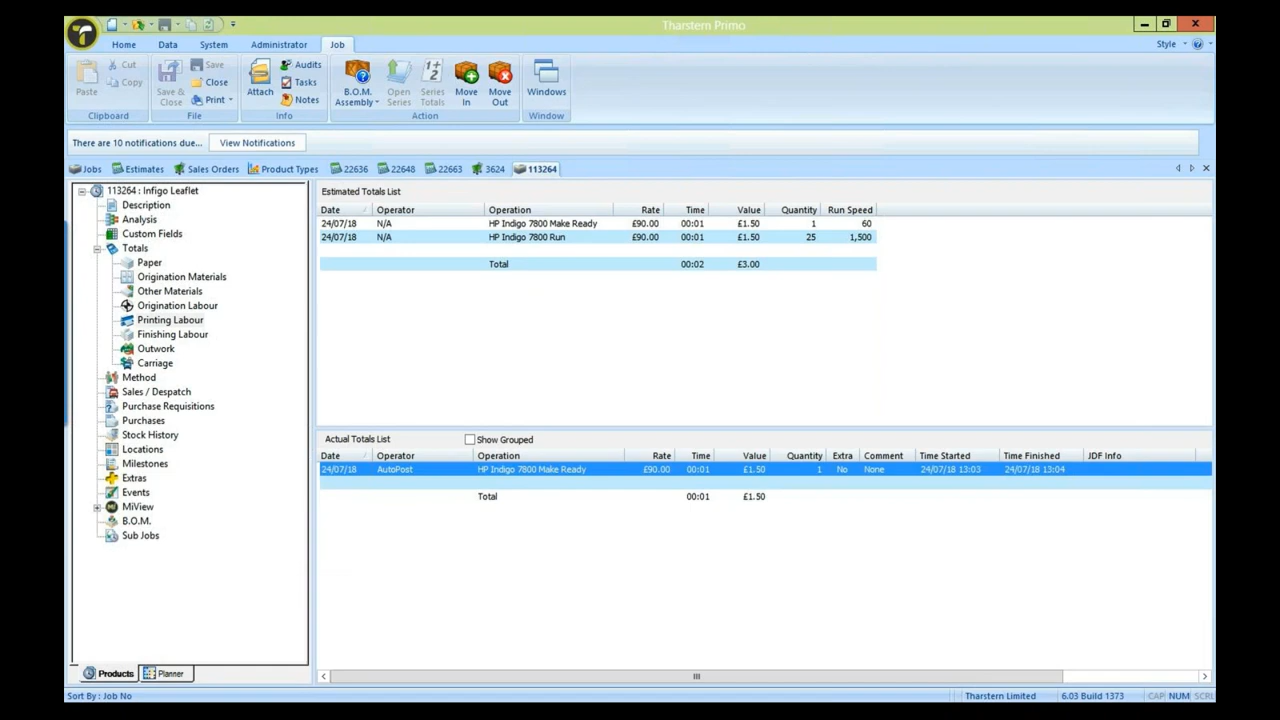 Tharstern Primo
Home Data System Administrator Job Style
Paste Cut Copy Save & Close Save Close Print Attach Audits Tasks Notes B.O.M. Assembly Open Series Series Totals Move In Move Out Windows
Clipboard File Info Action Window
There are 10 notifications due... View Notifications
Jobs Estimates Sales Orders Product Types 22636 22648 22663 3624 113264
113264 : Infigo Leaflet
Description
Analysis
Custom Fields
Totals
Paper
Origination Materials
Other Materials
Origination Labour
Printing Labour
Finishing Labour
Outwork
Carriage
Method
Sales / Despatch
Purchase Requisitions
Purchases
Stock History
Locations
Milestones
Extras
Events
MiView
B.O.M.
Sub Jobs
Products Planner
Estimated Totals List
Date Operator Operation Rate Time Value Quantity Run Speed
24/07/18 N/A HP Indigo 7800 Make Ready £90.00 00:01 £1.50 1 60
24/07/18 N/A HP Indigo 7800 Run £90.00 00:01 £1.50 25 1,500
Total 00:02 £3.00
Actual Totals List Show Grouped
Date Operator Operation Rate Time Value Quantity Extra Comment Time Started Time Finished JDF Info
24/07/18 AutoPost HP Indigo 7800 Make Ready £90.00 00:01 £1.50 1 No None 24/07/18 13:03 24/07/18 13:04
Total 00:01 £1.50
Sort By : Job No Tharstern Limited 6.03 Build 1373 CAP NUM SCRL